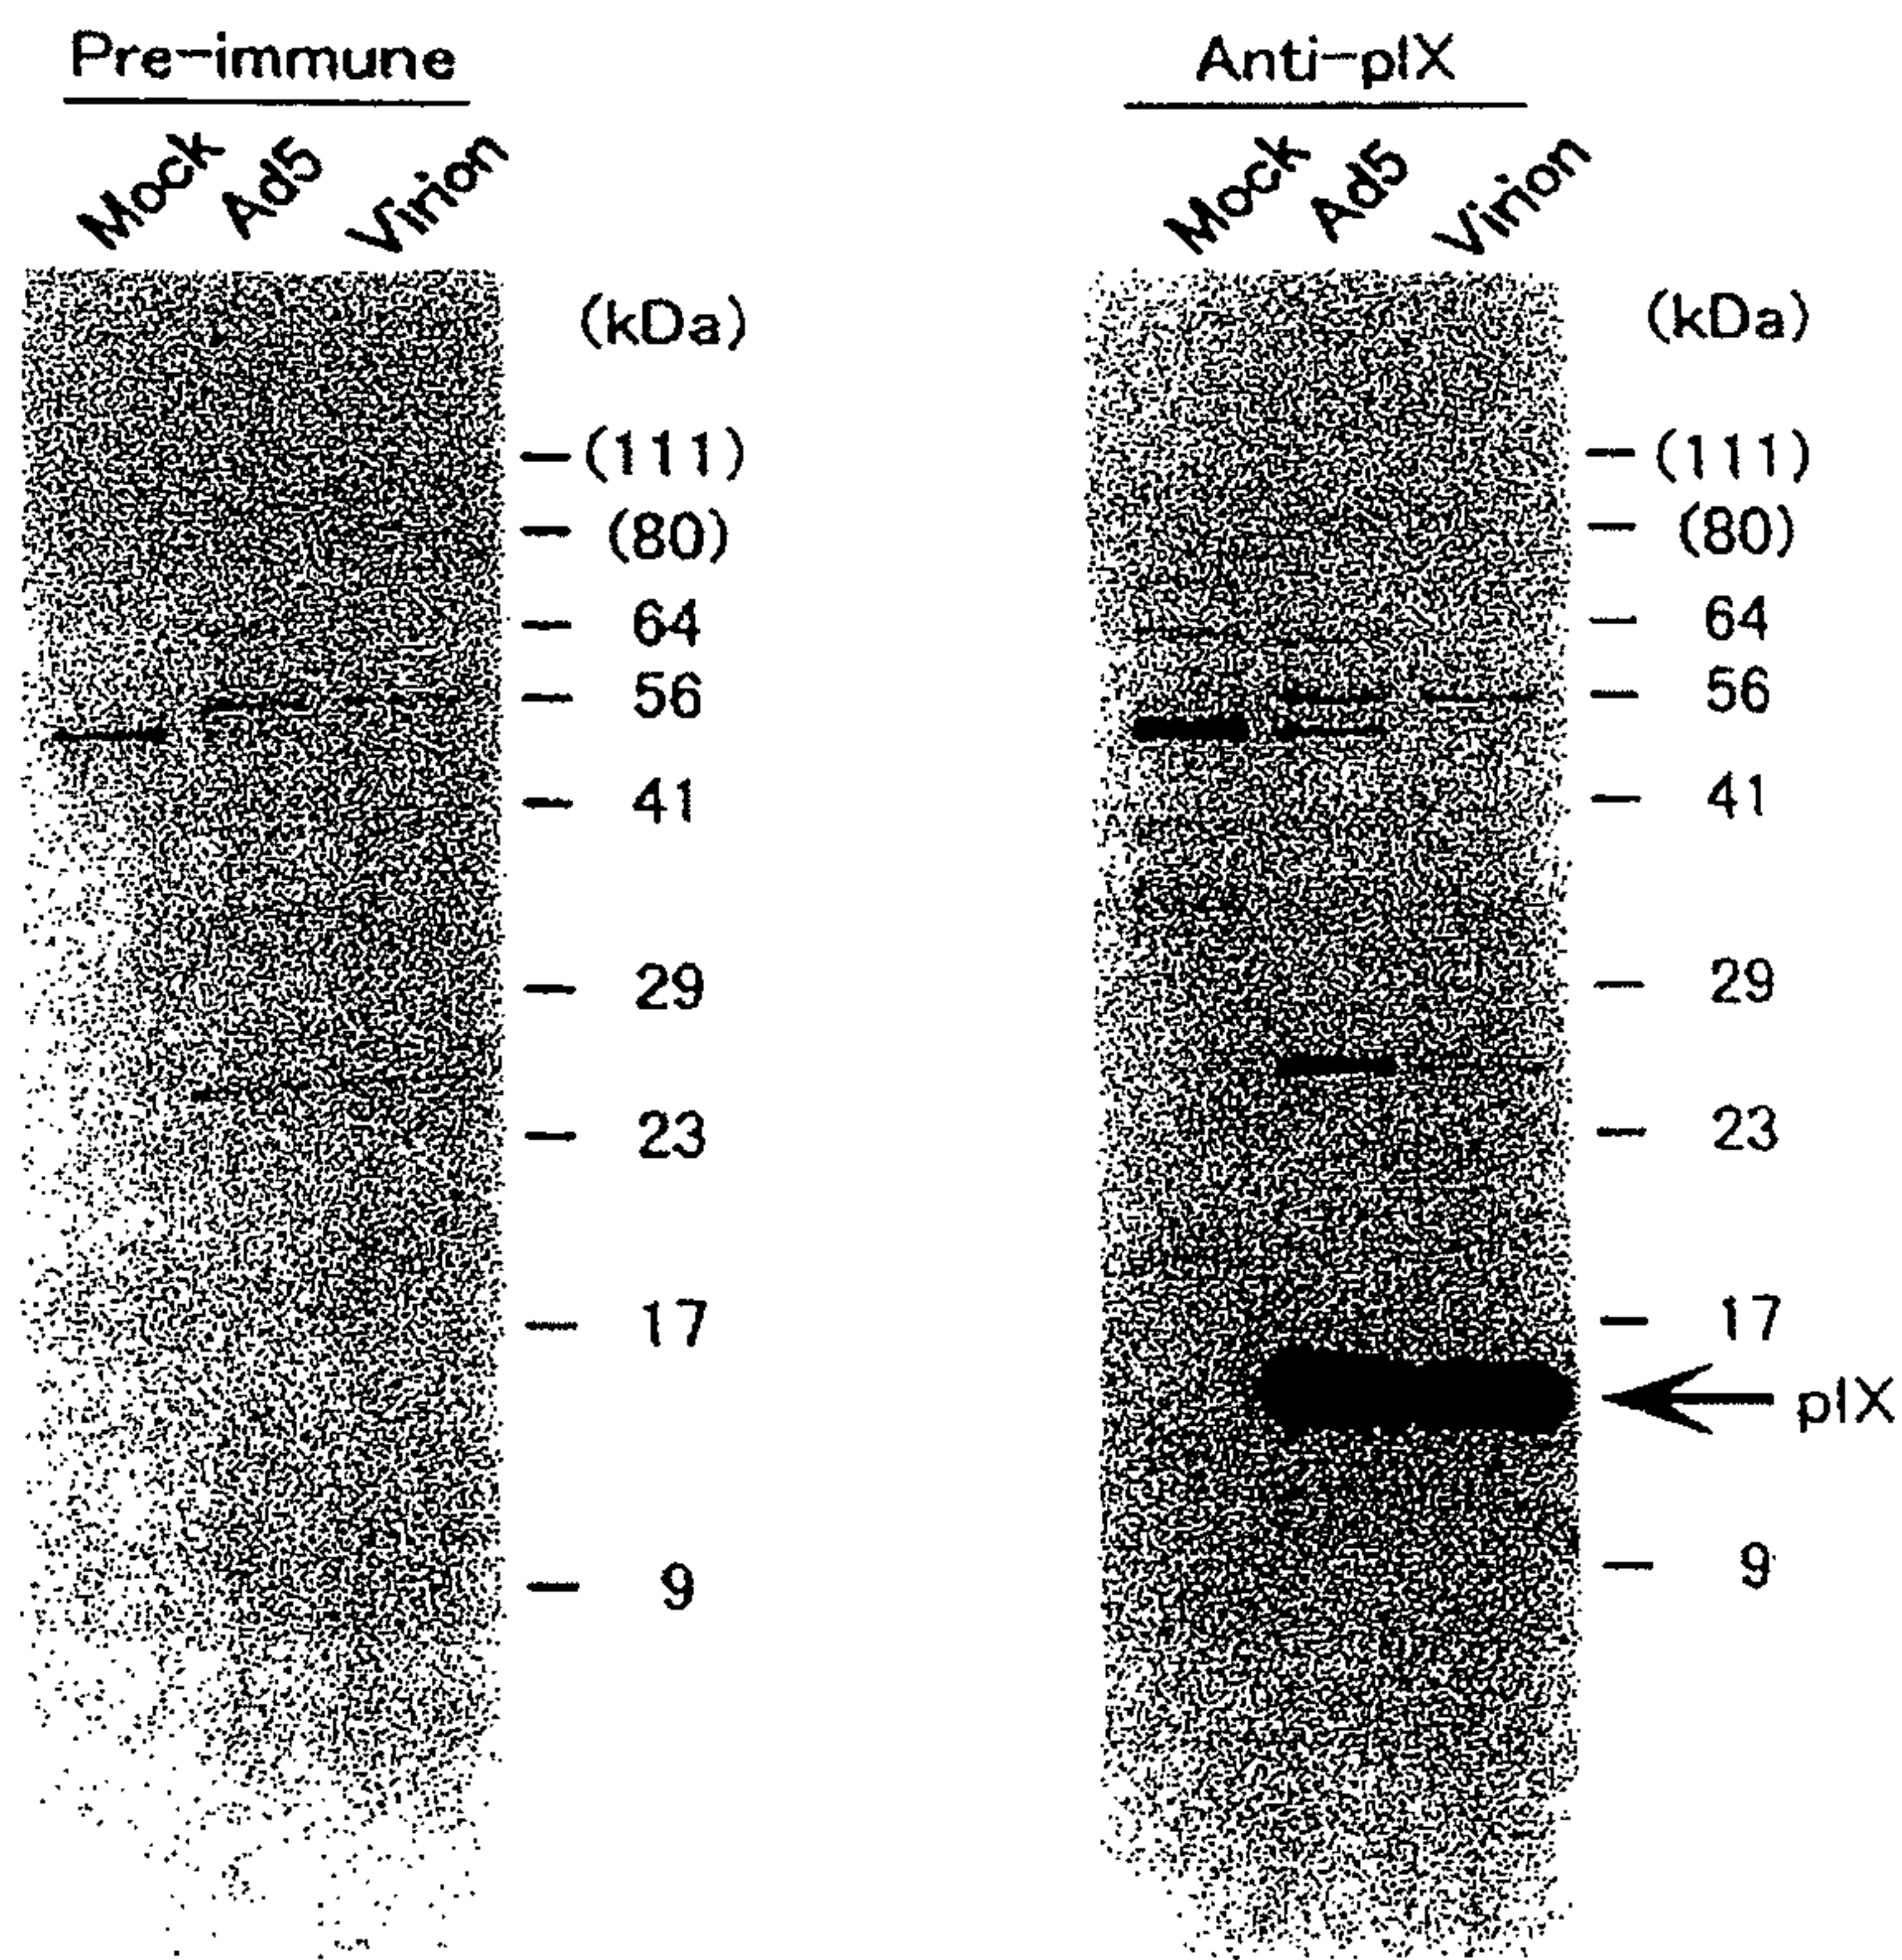 Pre-immune
Mock Ad5 Virion
(kDa)
(111)
(80)
64
56
41
29
23
17
9
Anti-pIX
Mock Ad5 Virion
(kDa)
(111)
(80)
64
56
41
29
23
17
pIX
9